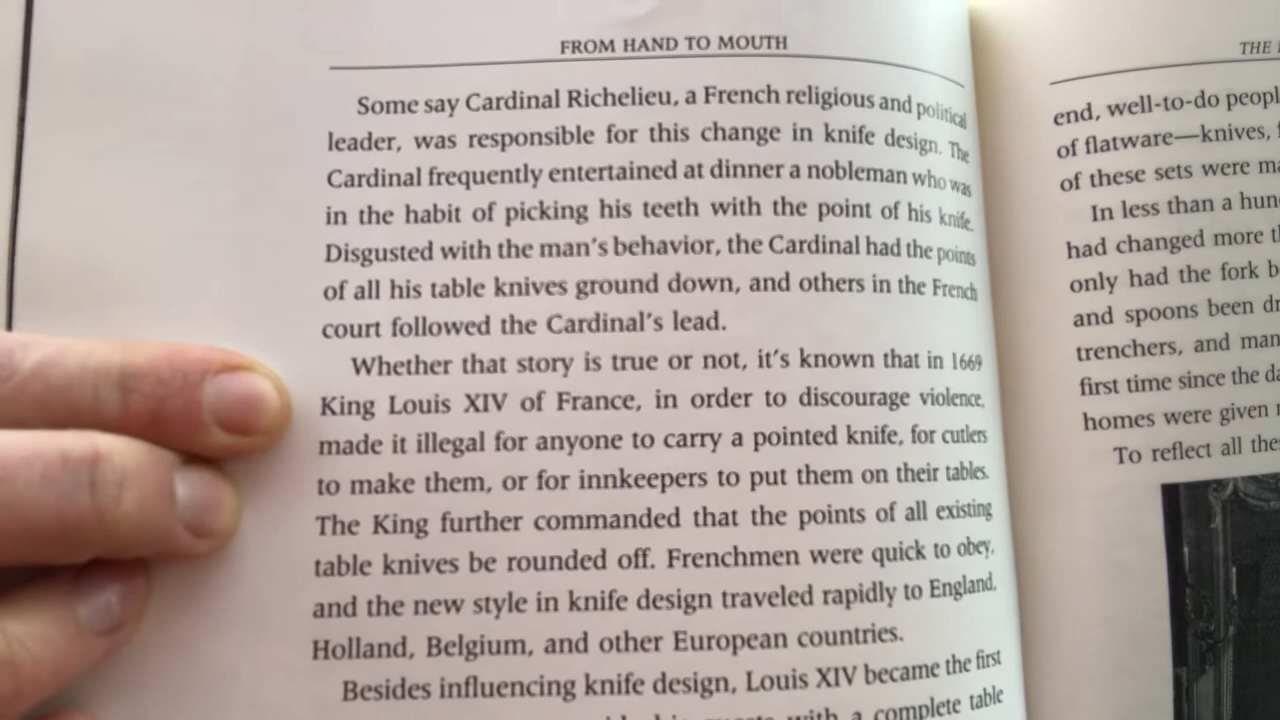 FROM HAND TO MOUTH
Some say Cardinal Richelieu, a French religious and political
leader, was responsible for this change in knife design. The
Cardinal frequently entertained at dinner a nobleman who was
in the habit of picking his teeth with the point of his knife.
Disgusted with the man's behavior, the Cardinal had the points
of all his table knives ground down, and others in the French
court followed the Cardinal's lead.
Whether that story is true or not, it's known that in 1669
King Louis XIV of France, in order to discourage violence,
made it illegal for anyone to carry a pointed knife, for cutlers
to make them, or for innkeepers to put them on their tables.
The King further commanded that the points of all existing
table knives be rounded off. Frenchmen were quick to obey,
and the new style in knife design traveled rapidly to England,
Holland, Belgium, and other European countries.
Besides influencing knife design, Louis XIV became the first
with a complete table
THE
end, well-to-do peopl
of flatware—knives,
of these sets were ma
In less than a hun
had changed more t
only had the fork b
and spoons been dr
trenchers, and man
first time since the da
homes were given
To reflect all the